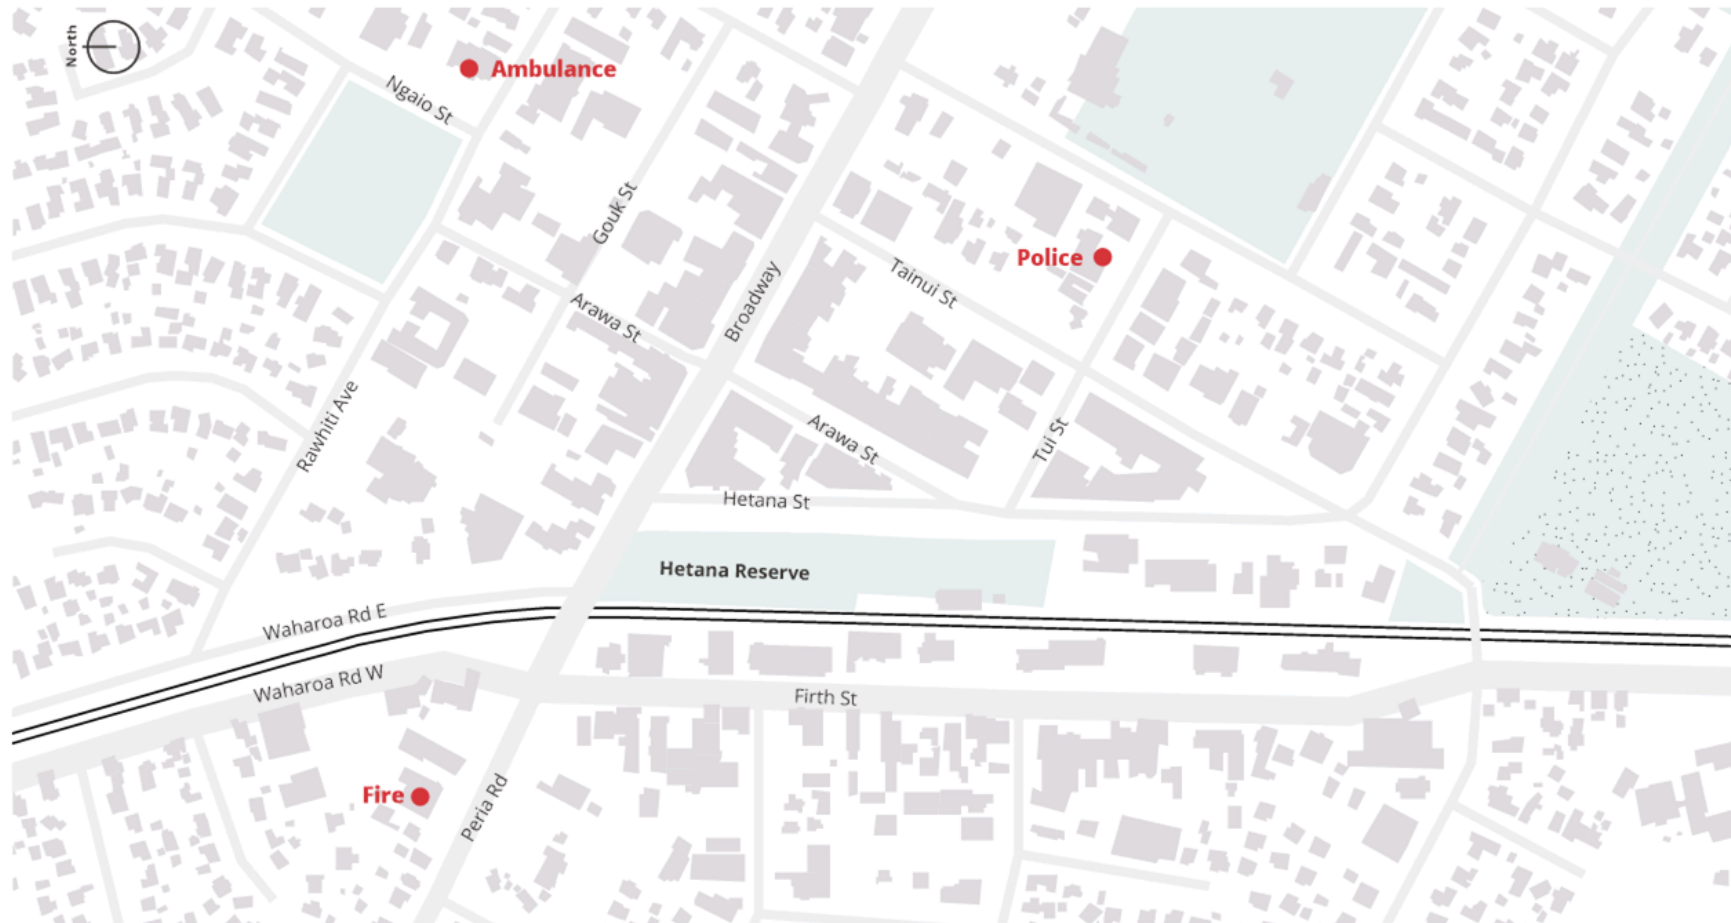 North
Ambulance
Ngaio St
Gouk St
Police
Tainui St
Broadway
Arawa St
Rawhiti Ave
Arawa St
Tui St
Hetana St
Hetana Reserve
Waharoa Rd E
Waharoa Rd W
Firth St
Fire
Peria Rd